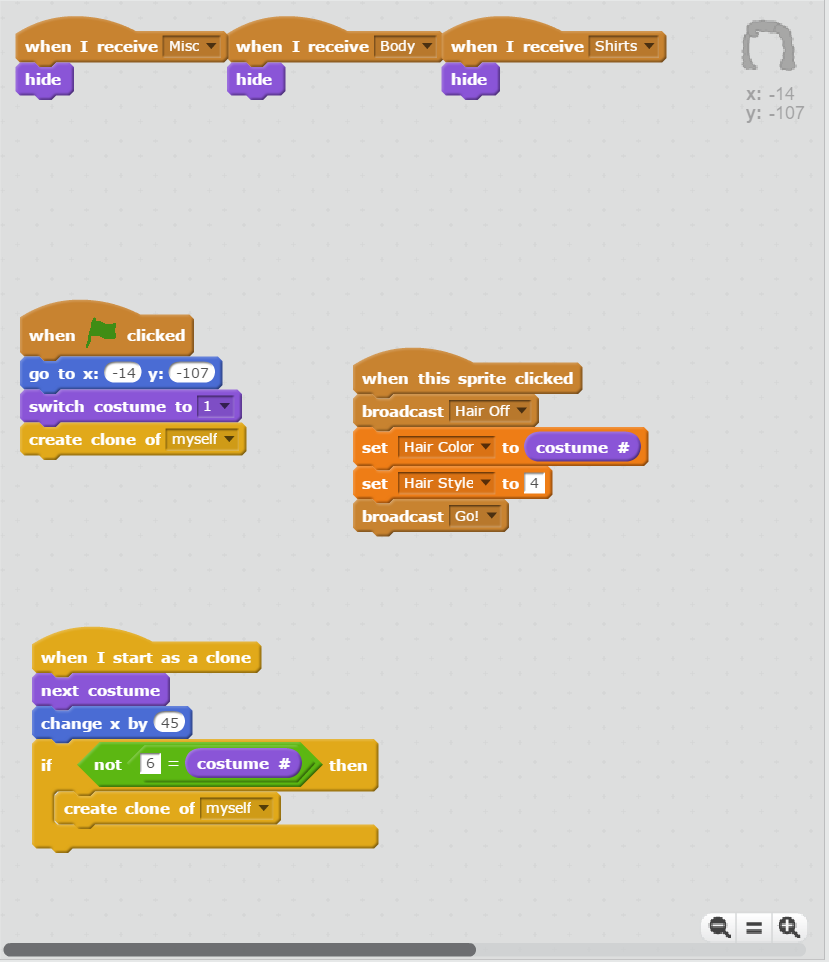 when I receive Misc
when I receive Body
when I receive Shirts
hide
hide
hide
x: -14
y: -107
when clicked
go to x: -14 y: -107
switch costume to 1
create clone of myself
when this sprite clicked
broadcast Hair Off
set Hair Color to costume #
set Hair Style to 4
broadcast Go!
when I start as a clone
next costume
change x by 45
if not 6 = costume # then
create clone of myself